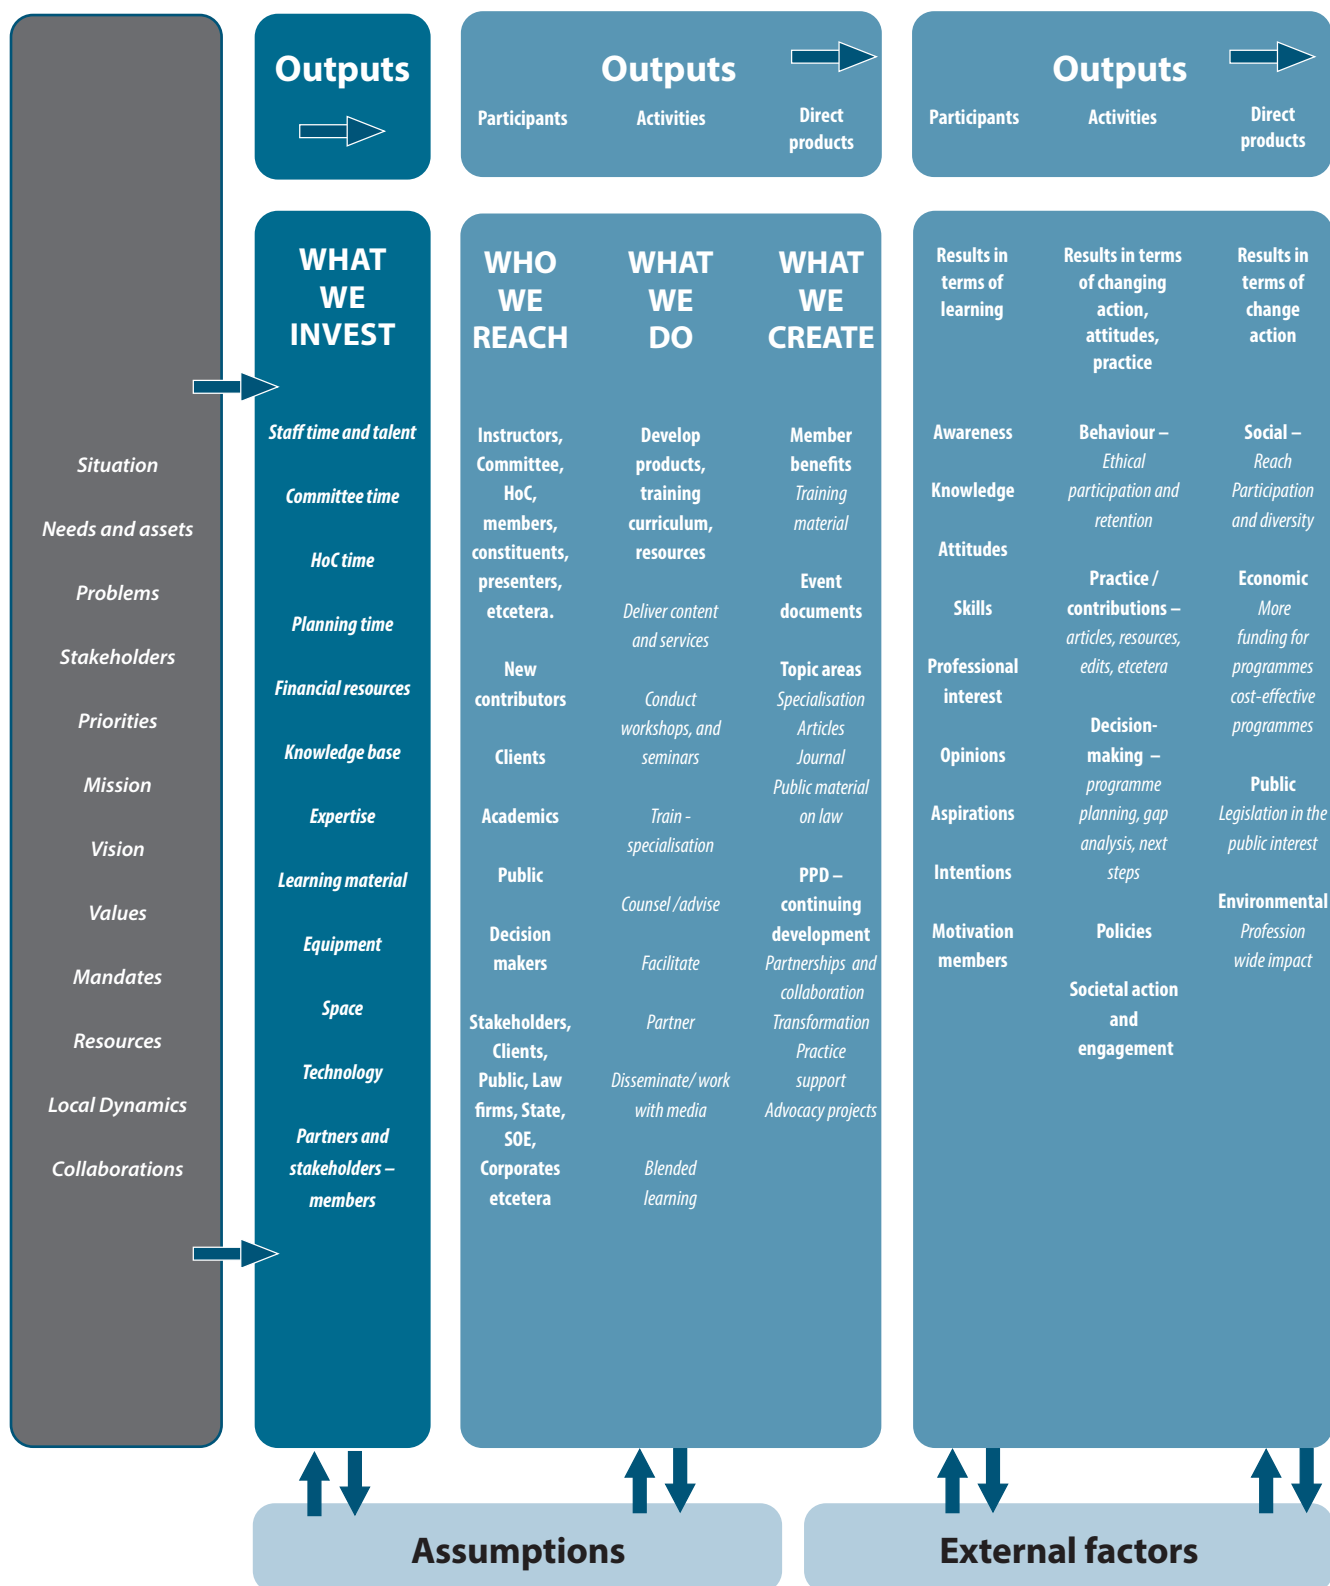 Situation
Needs and assets
Problems
Stakeholders
Priorities
Mission
Vision
Values
Mandates
Resources
Local Dynamics
Collaborations
Outputs
WHAT
WE
INVEST
Staff time and talent
Committee time
HoC time
Planning time
Financial resources
Knowledge base
Expertise
Learning material
Equipment
Space
Technology
Partners and
stakeholders –
members
Outputs
Participants
Activities
Direct
products
WHO
WE
REACH
Instructors,
Committee,
HoC,
members,
constituents,
presenters,
etcetera.
New
contributors
Clients
Academics
Public
Decision
makers
Stakeholders,
Clients,
Public, Law
firms, State,
SOE,
Corporates
etcetera
WHAT
WE
DO
Develop
products,
training
curriculum,
resources
Deliver content
and services
Conduct
workshops, and
seminars
Train -
specialisation
Counsel /advise
Facilitate
Partner
Disseminate/ work
with media
Blended
learning
WHAT
WE
CREATE
Member
benefits
Training
material
Event
documents
Topic areas
Specialisation
Articles
Journal
Public material
on law
PPD –
continuing
development
Partnerships and
collaboration
Transformation
Practice
support
Advocacy projects
Outputs
Participants
Activities
Direct
products
Results in
terms of
learning
Awareness
Knowledge
Attitudes
Skills
Professional
interest
Opinions
Aspirations
Intentions
Motivation
members
Results in terms
of changing
action,
attitudes,
practice
Behaviour –
Ethical
participation and
retention
Practice /
contributions –
articles, resources,
edits, etcetera
Decision-
making –
programme
planning, gap
analysis, next
steps
Policies
Societal action
and
engagement
Results in
terms of
change
action
Social –
Reach
Participation
and diversity
Economic
More
funding for
programmes
cost-effective
programmes
Public
Legislation in the
public interest
Environmental
Profession
wide impact
Assumptions
External factors